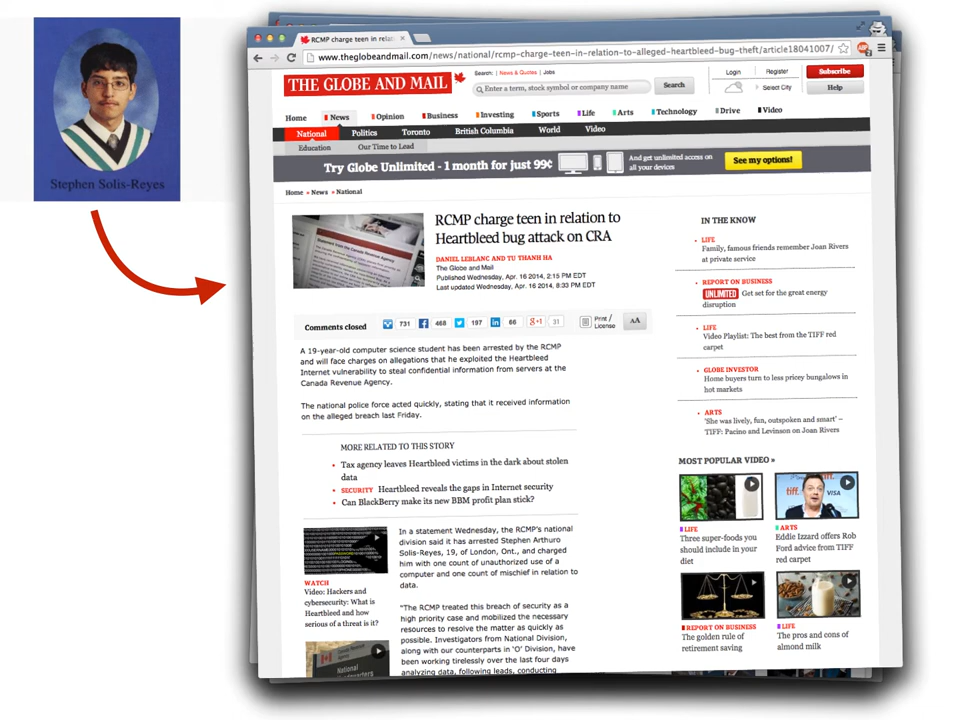 Stephen Solis-Reyes
RCMP charge teen in relat
www.theglobeandmail.com/news/national/rcmp-charge-teen-in-relation-to-alleged-heartbleed-bug-theft/article18041007/
THE GLOBE AND MAIL
Search: News & Quotes Jobs
Enter a term, stock symbol or company name
Search
Login Register
Select City
Subscribe
Help
Home News Opinion Business Investing Sports Life Arts Technology Drive Video
National Politics Toronto British Columbia World Video
Education Our Time to Lead
Try Globe Unlimited - 1 month for just 99¢
And get unlimited access on
all your devices
See my options!
Home News National
RCMP charge teen in relation to
Heartbleed bug attack on CRA
DANIEL LEBLANC AND TU THANH HA
The Globe and Mail
Published Wednesday, Apr. 16 2014, 2:15 PM EDT
Last updated Wednesday, Apr. 16 2014, 8:33 PM EDT
Comments closed
731 468 197 66 +1 31
Print /
License
AA
A 19-year-old computer science student has been arrested by the RCMP
and will face charges on allegations that he exploited the Heartbleed
Internet vulnerability to steal confidential information from servers at the
Canada Revenue Agency.
The national police force acted quickly, stating that it received information
on the alleged breach last Friday.
MORE RELATED TO THIS STORY
Tax agency leaves Heartbleed victims in the dark about stolen
data
SECURITY Heartbleed reveals the gaps in Internet security
Can BlackBerry make its new BBM profit plan stick?
WATCH
Video: Hackers and
cybersecurity: What is
Heartbleed and how
serious of a threat is it?
National
Headquarters
In a statement Wednesday, the RCMP's national
division said it has arrested Stephen Arthuro
Solis-Reyes, 19, of London, Ont., and charged
him with one count of unauthorized use of a
computer and one count of mischief in relation to
data.
"The RCMP treated this breach of security as a
high priority case and mobilized the necessary
resources to resolve the matter as quickly as
possible. Investigators from National Division,
along with our counterparts in 'O' Division, have
been working tirelessly over the last four days
analyzing data, following leads, conducting
IN THE KNOW
LIFE
Family, famous friends remember Joan Rivers
at private service
REPORT ON BUSINESS
UNLIMITED Get set for the great energy
disruption
LIFE
Video Playlist: The best from the TIFF red
carpet
GLOBE INVESTOR
Home buyers turn to less pricey bungalows in
hot markets
ARTS
'She was lively, fun, outspoken and smart' –
TIFF: Pacino and Levinson on Joan Rivers
MOST POPULAR VIDEO »
tiff.
VISA
LIFE
Three super-foods you
should include in your
diet
ARTS
Eddie Izzard offers Rob
Ford advice from TIFF
red carpet
REPORT ON BUSINESS
The golden rule of
retirement saving
LIFE
The pros and cons of
almond milk